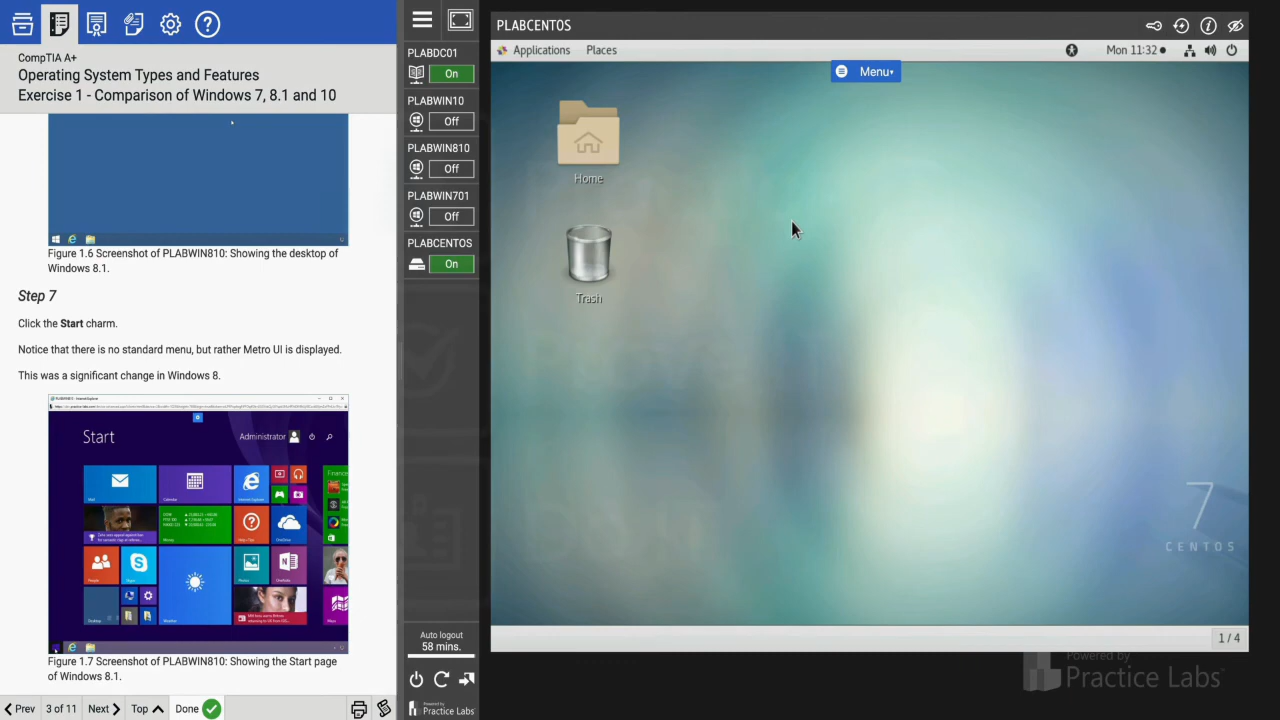 CompTIA A+
Operating System Types and Features
Exercise 1 - Comparison of Windows 7, 8.1 and 10
Figure 1.6 Screenshot of PLABWIN810: Showing the desktop of
Windows 8.1.
Step 7
Click the Start charm.
Notice that there is no standard menu, but rather Metro UI is displayed.
This was a significant change in Windows 8.
Start
Administrator
Finance
Figure 1.7 Screenshot of PLABWIN810: Showing the Start page
of Windows 8.1.
Prev
3 of 11
Next
Top
Done
PLABDC01
On
PLABWIN10
Off
PLABWIN810
Off
PLABWIN701
Off
PLABCENTOS
On
Auto logout
58 mins.
Powered by
Practice Labs
PLABCENTOS
Applications
Places
Mon 11:32
Menu
Home
Trash
7
CENTOS
1 / 4
Powered by
Practice Labs